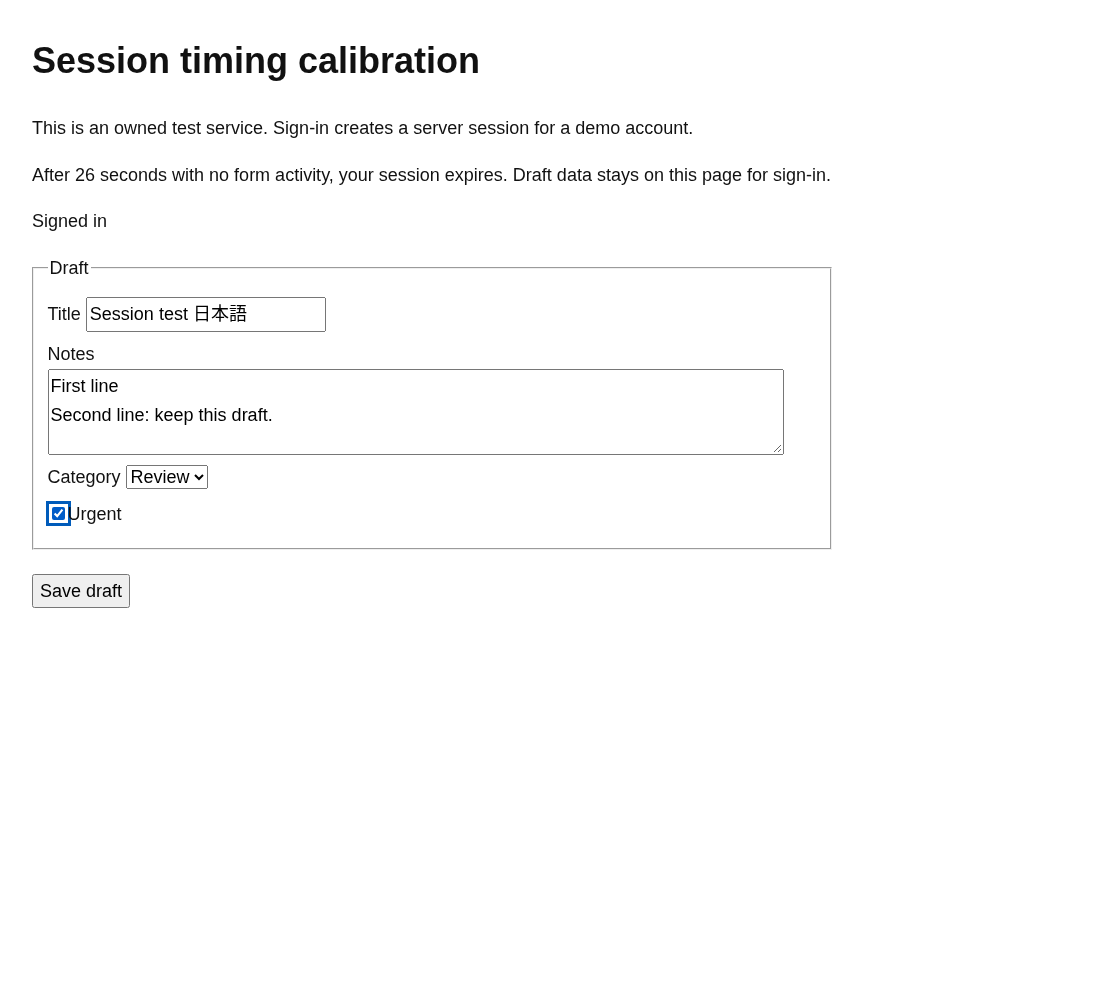 Session timing calibration
This is an owned test service. Sign-in creates a server session for a demo account.
After 26 seconds with no form activity, your session expires. Draft data stays on this page for sign-in.
Signed in
Draft
Title Session test 日本語
Notes
First line
Second line: keep this draft.
Category Review
Urgent
Save draft